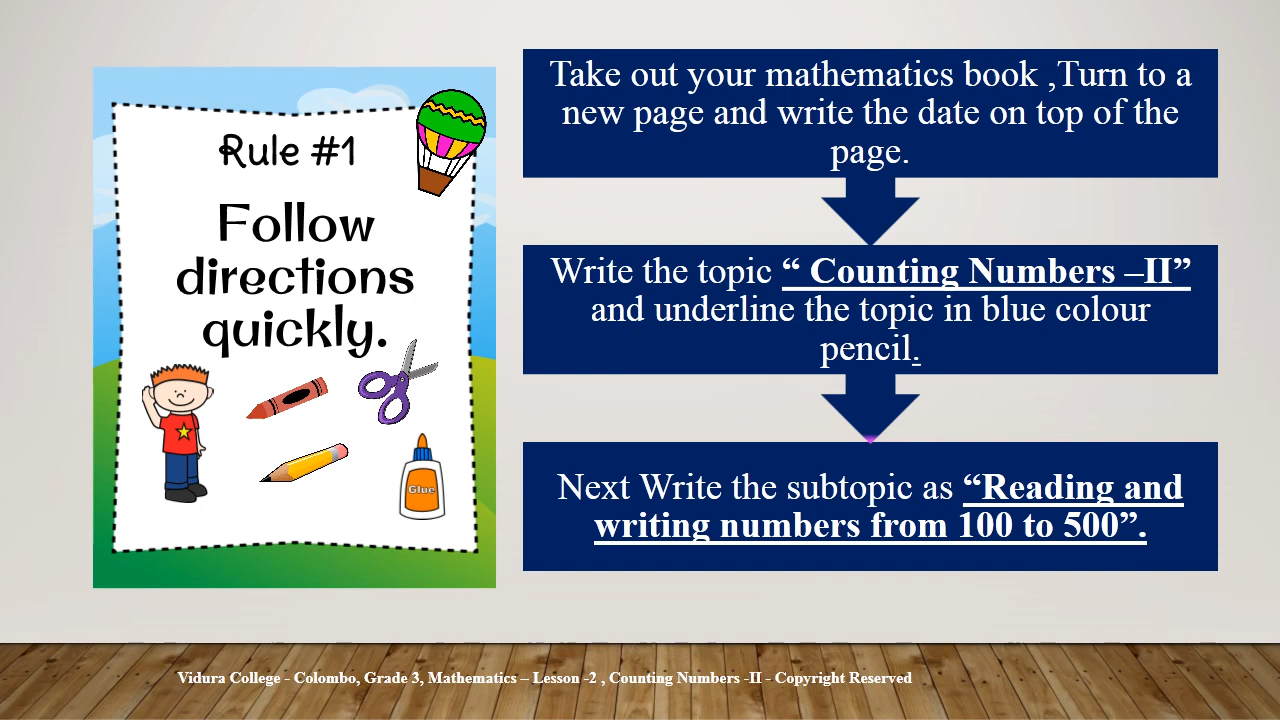 Rule #1
Follow
directions
quickly.
Glue
Take out your mathematics book ,Turn to a
new page and write the date on top of the
page.
Write the topic “ Counting Numbers –II”
and underline the topic in blue colour
pencil.
Next Write the subtopic as “Reading and
writing numbers from 100 to 500”.
Vidura College - Colombo, Grade 3, Mathematics – Lesson -2 , Counting Numbers -II - Copyright Reserved